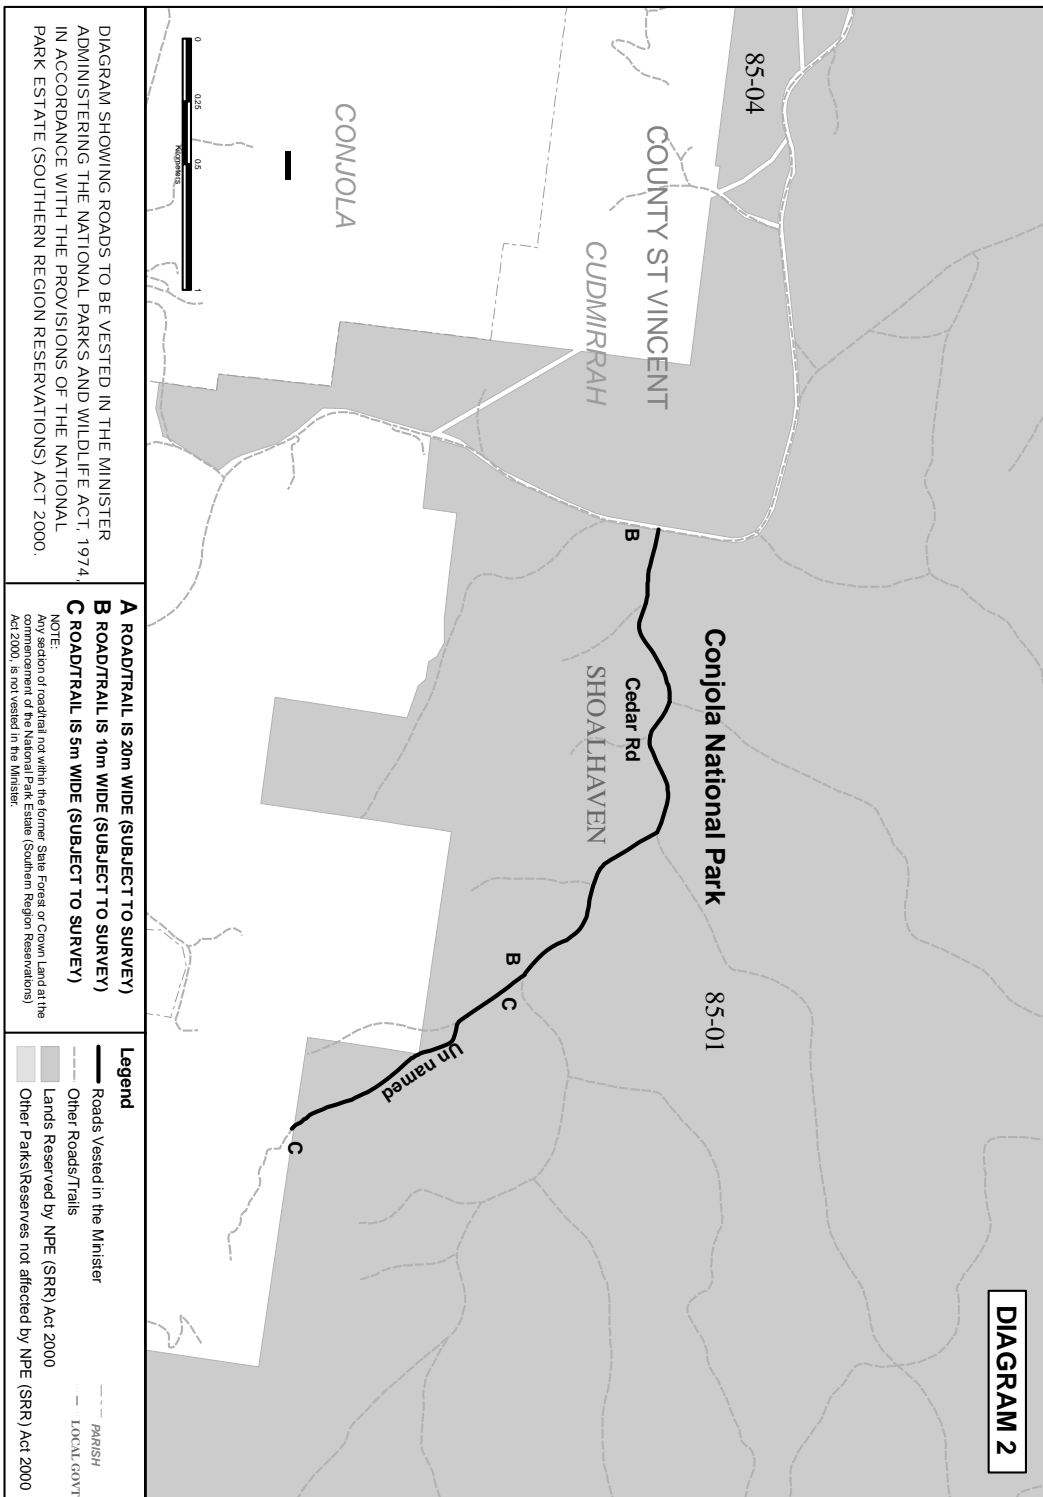 DIAGRAM 2
85-04
COUNTY ST VINCENT
CUDMIRRAH
CONJOLA
Conjola National Park
85-01
B
Cedar Rd
SHOALHAVEN
B
C
Un named
C
0 0.25 0.5 1
Kilometers
DIAGRAM SHOWING ROADS TO BE VESTED IN THE MINISTER
ADMINISTERING THE NATIONAL PARKS AND WILDLIFE ACT, 1974,
IN ACCORDANCE WITH THE PROVISIONS OF THE NATIONAL
PARK ESTATE (SOUTHERN REGION RESERVATIONS) ACT 2000.
A ROAD/TRAIL IS 20m WIDE (SUBJECT TO SURVEY)
B ROAD/TRAIL IS 10m WIDE (SUBJECT TO SURVEY)
C ROAD/TRAIL IS 5m WIDE (SUBJECT TO SURVEY)
NOTE:
Any section of road/trail not within the former State Forest or Crown Land at the
commencement of the National Park Estate (Southern Region Reservations)
Act 2000, is not vested in the Minister.
Legend
Roads Vested in the Minister
Other Roads/Trails
Lands Reserved by NPE (SRR) Act 2000
Other Parks\Reserves not affected by NPE (SRR) Act 2000
PARISH
LOCAL GOVT